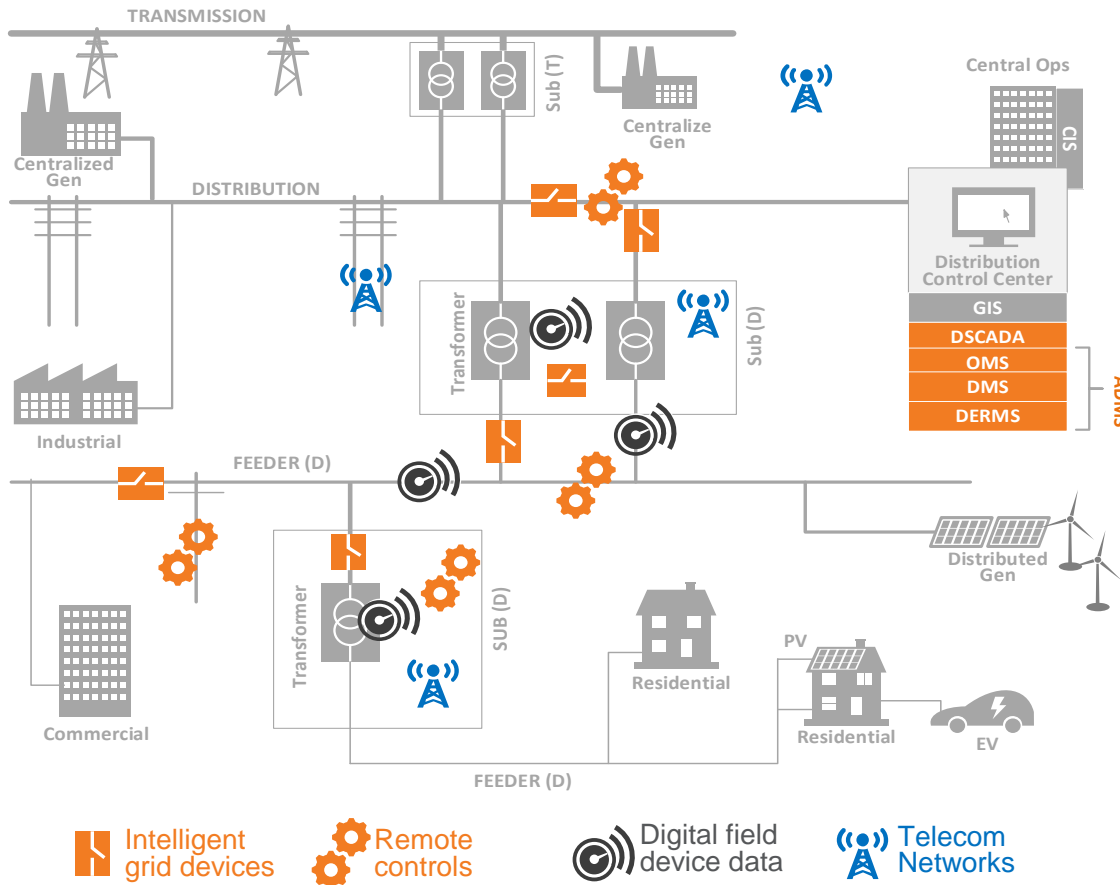 TRANSMISSION
Sub (T)
Central Ops
CIS
Centralized
Gen
Centralize
Gen
DISTRIBUTION
Distribution
Control Center
GIS
DSCADA
OMS
DMS
DERMS
ADMS
Transformer
Sub (D)
Industrial
FEEDER (D)
Distributed
Gen
Transformer
SUB (D)
PV
Residential
Residential
EV
Commercial
FEEDER (D)
Intelligent
grid devices
Remote
controls
Digital field
device data
Telecom
Networks